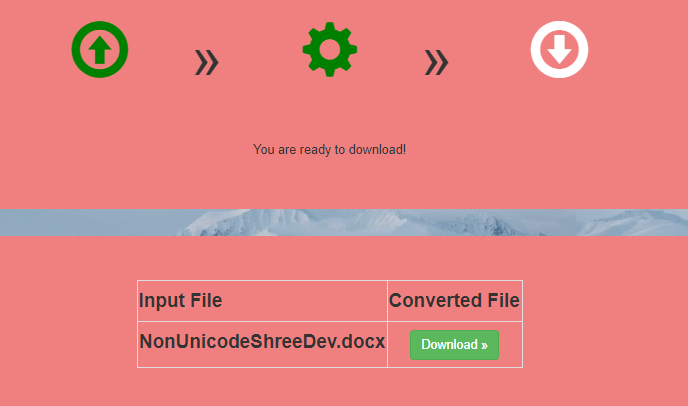 »
»
You are ready to download!
Input File Converted File
NonUnicodeShreeDev.docx Download »